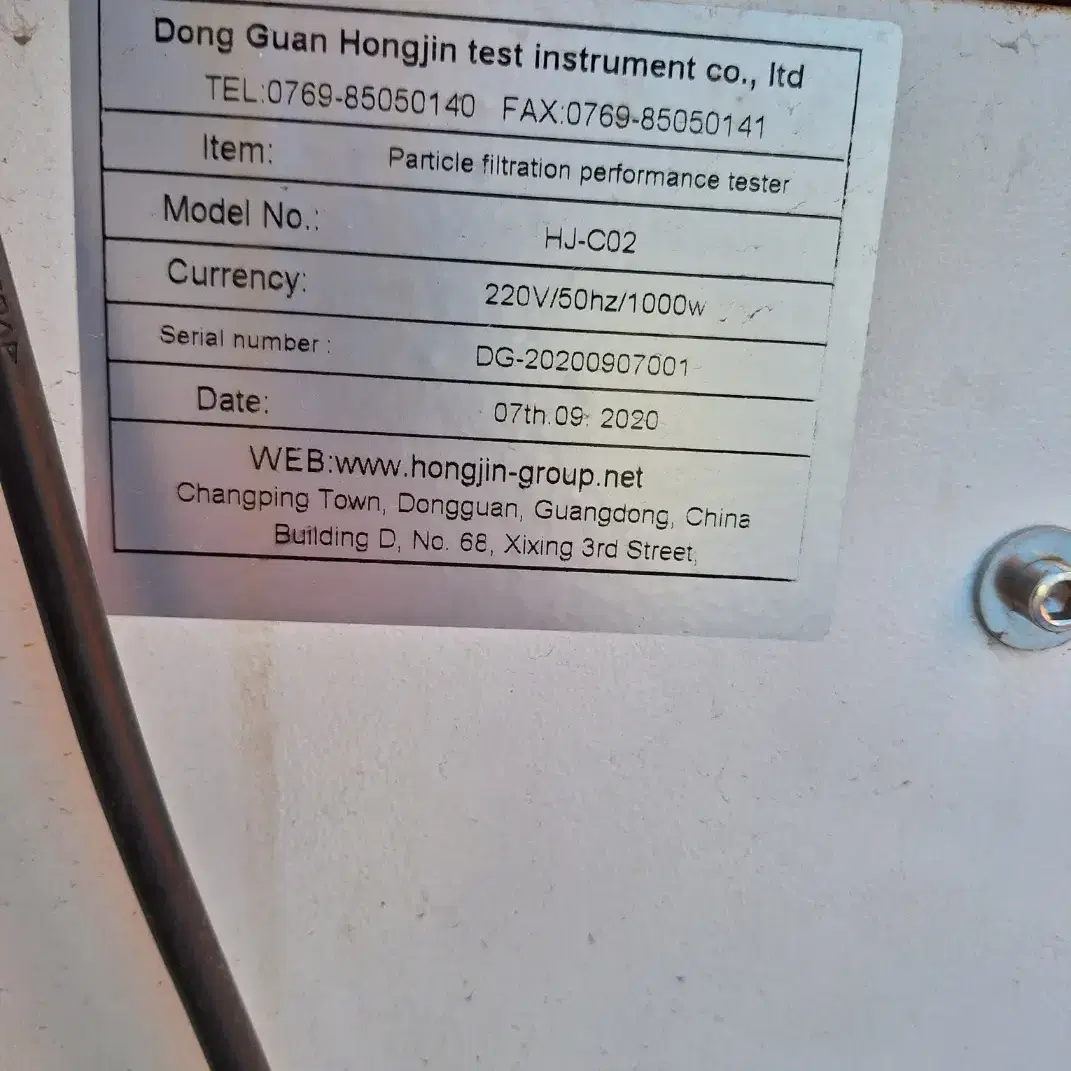 Dong Guan Hongjin test instrument co., ltd
TEL:0769-85050140 FAX:0769-85050141
Item: Particle filtration performance tester
Model No.: HJ-C02
Currency: 220V/50hz/1000w
Serial number : DG-20200907001
Date: 07th.09. 2020
WEB:www.hongjin-group.net
Changping Town, Dongguan, Guangdong, China
Building D, No. 68, Xixing 3rd Street,